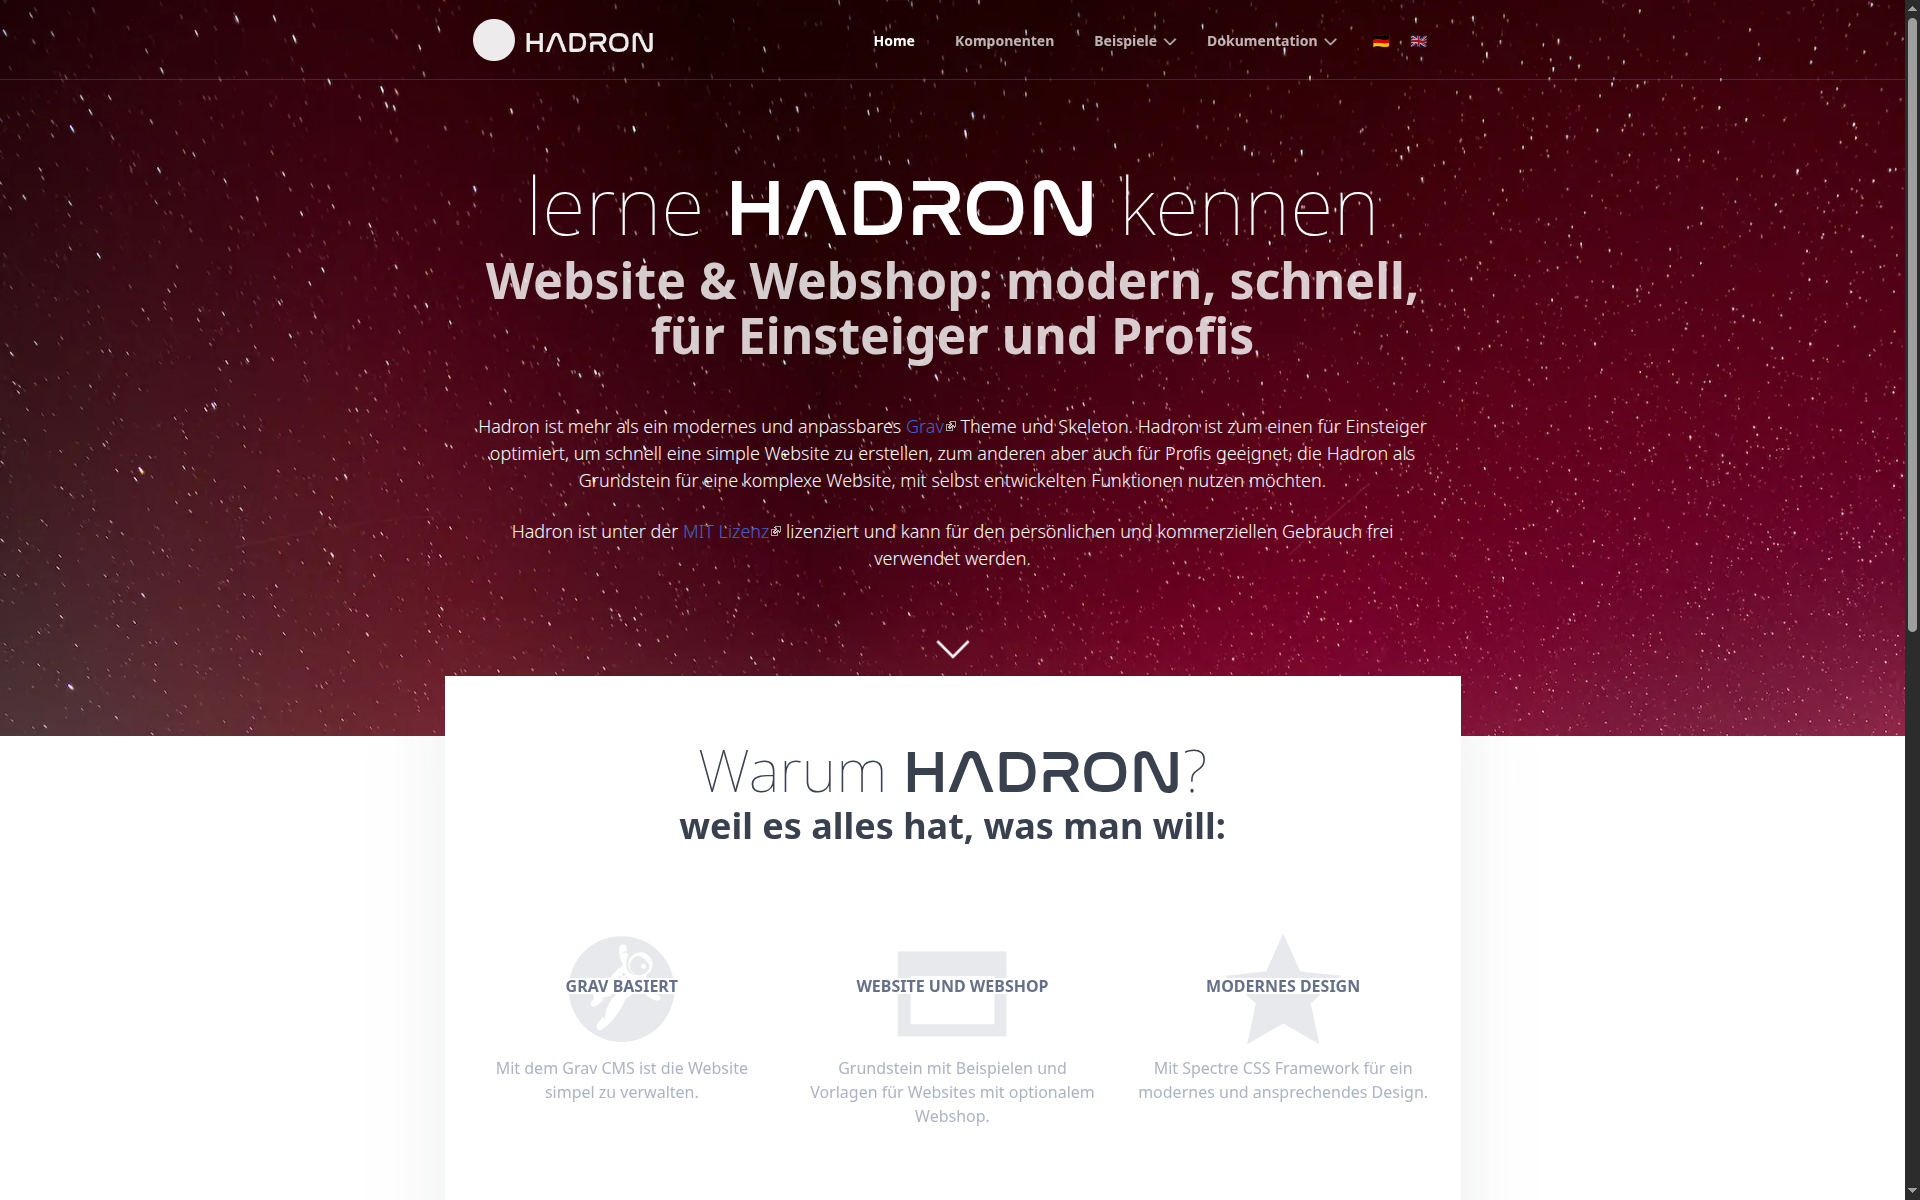 HADRON
Home
Komponenten
Beispiele
Dokumentation
lerne HADRON kennen
Website & Webshop: modern, schnell,
für Einsteiger und Profis
Hadron ist mehr als ein modernes und anpassbares Grav Theme und Skeleton. Hadron ist zum einen für Einsteiger
optimiert, um schnell eine simple Website zu erstellen, zum anderen aber auch für Profis geeignet, die Hadron als
Grundstein für eine komplexe Website, mit selbst entwickelten Funktionen nutzen möchten.
Hadron ist unter der MIT Lizenz lizenziert und kann für den persönlichen und kommerziellen Gebrauch frei
verwendet werden.
Warum HADRON?
weil es alles hat, was man will:
GRAV BASIERT
Mit dem Grav CMS ist die Website
simpel zu verwalten.
WEBSITE UND WEBSHOP
Grundstein mit Beispielen und
Vorlagen für Websites mit optionalem
Webshop.
MODERNES DESIGN
Mit Spectre CSS Framework für ein
modernes und ansprechendes Design.